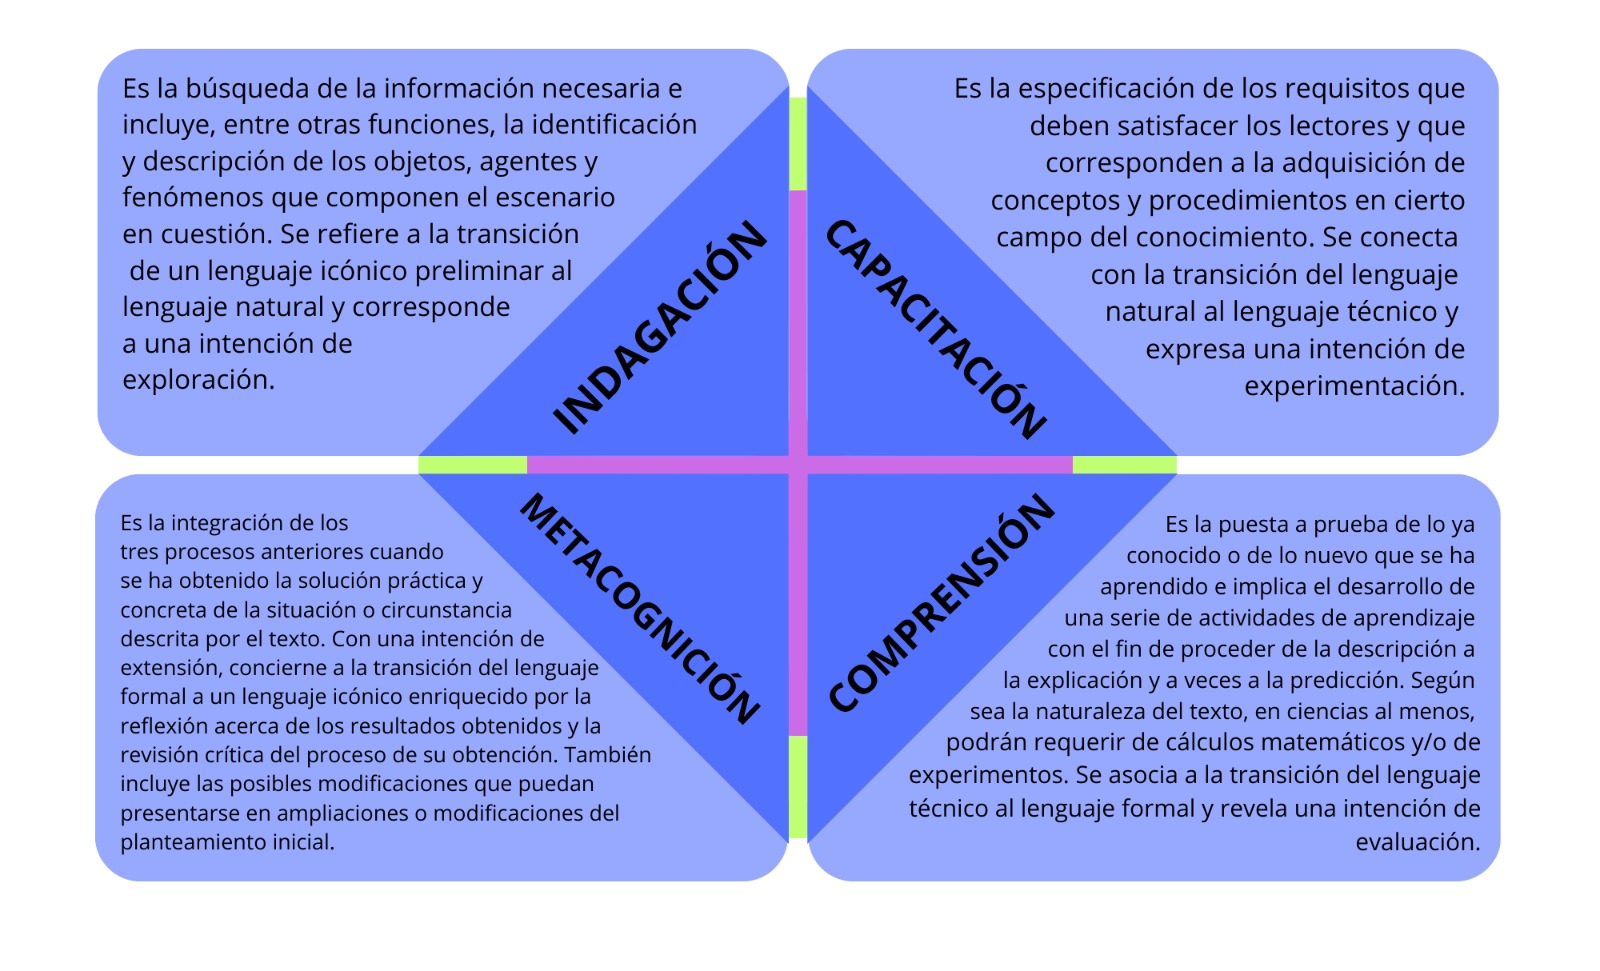 Es la búsqueda de la información necesaria e
incluye, entre otras funciones, la identificación
y descripción de los objetos, agentes y
fenómenos que componen el escenario
en cuestión. Se refiere a la transición
de un lenguaje icónico preliminar al
lenguaje natural y corresponde
a una intención de
exploración.
INDAGACIÓN
Es la especificación de los requisitos que
deben satisfacer los lectores y que
corresponden a la adquisición de
conceptos y procedimientos en cierto
campo del conocimiento. Se conecta
con la transición del lenguaje
natural al lenguaje técnico y
expresa una intención de
experimentación.
CAPACITACIÓN
Es la integración de los
tres procesos anteriores cuando
se ha obtenido la solución práctica y
concreta de la situación o circunstancia
descrita por el texto. Con una intención de
extensión, concierne a la transición del lenguaje
formal a un lenguaje icónico enriquecido por la
reflexión acerca de los resultados obtenidos y la
revisión crítica del proceso de su obtención. También
incluye las posibles modificaciones que puedan
presentarse en ampliaciones o modificaciones del
planteamiento inicial.
METACOGNICIÓN
Es la puesta a prueba de lo ya
conocido o de lo nuevo que se ha
aprendido e implica el desarrollo de
una serie de actividades de aprendizaje
con el fin de proceder de la descripción a
la explicación y a veces a la predicción. Según
sea la naturaleza del texto, en ciencias al menos,
podrán requerir de cálculos matemáticos y/o de
experimentos. Se asocia a la transición del lenguaje
técnico al lenguaje formal y revela una intención de
evaluación.
COMPRENSIÓN